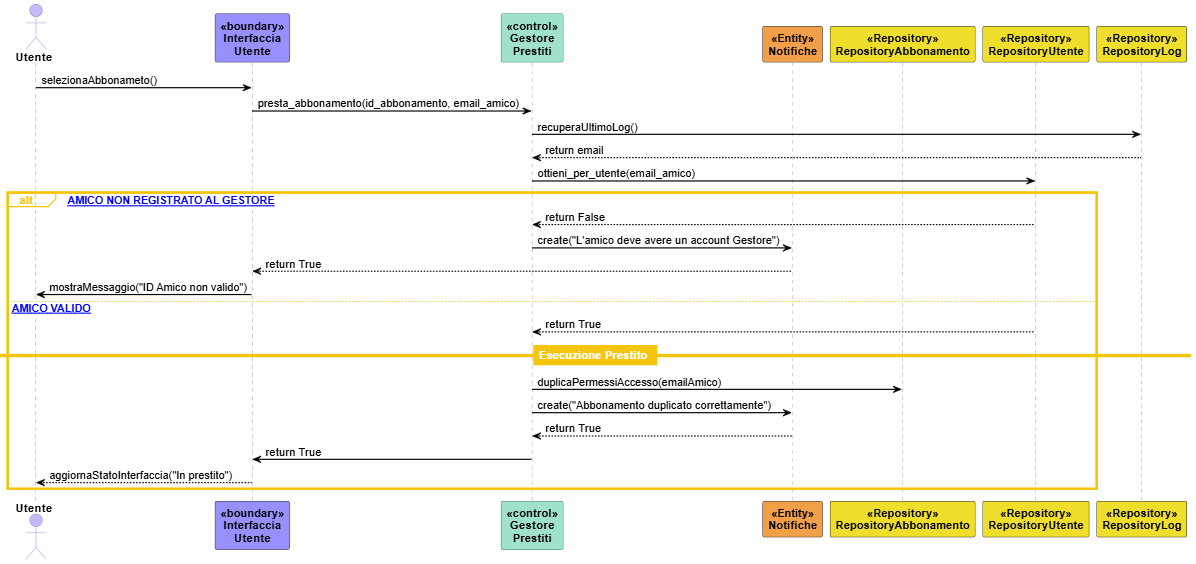 Utente
«boundary»
Interfaccia
Utente
«control»
Gestore
Prestiti
«Entity»
Notifiche
«Repository»
RepositoryAbbonamento
«Repository»
RepositoryUtente
«Repository»
RepositoryLog
selezionaAbbonameto()
presta_abbonamento(id_abbonamento, email_amico)
recuperaUltimoLog()
return email
ottieni_per_utente(email_amico)
alt AMICO NON REGISTRATO AL GESTORE
return False
create("L'amico deve avere un account Gestore")
return True
mostraMessaggio("ID Amico non valido")
AMICO VALIDO
return True
Esecuzione Prestito
duplicaPermessiAccesso(emailAmico)
create("Abbonamento duplicato correttamente")
return True
return True
aggiornaStatoInterfaccia("In prestito")
Utente
«boundary»
Interfaccia
Utente
«control»
Gestore
Prestiti
«Entity»
Notifiche
«Repository»
RepositoryAbbonamento
«Repository»
RepositoryUtente
«Repository»
RepositoryLog